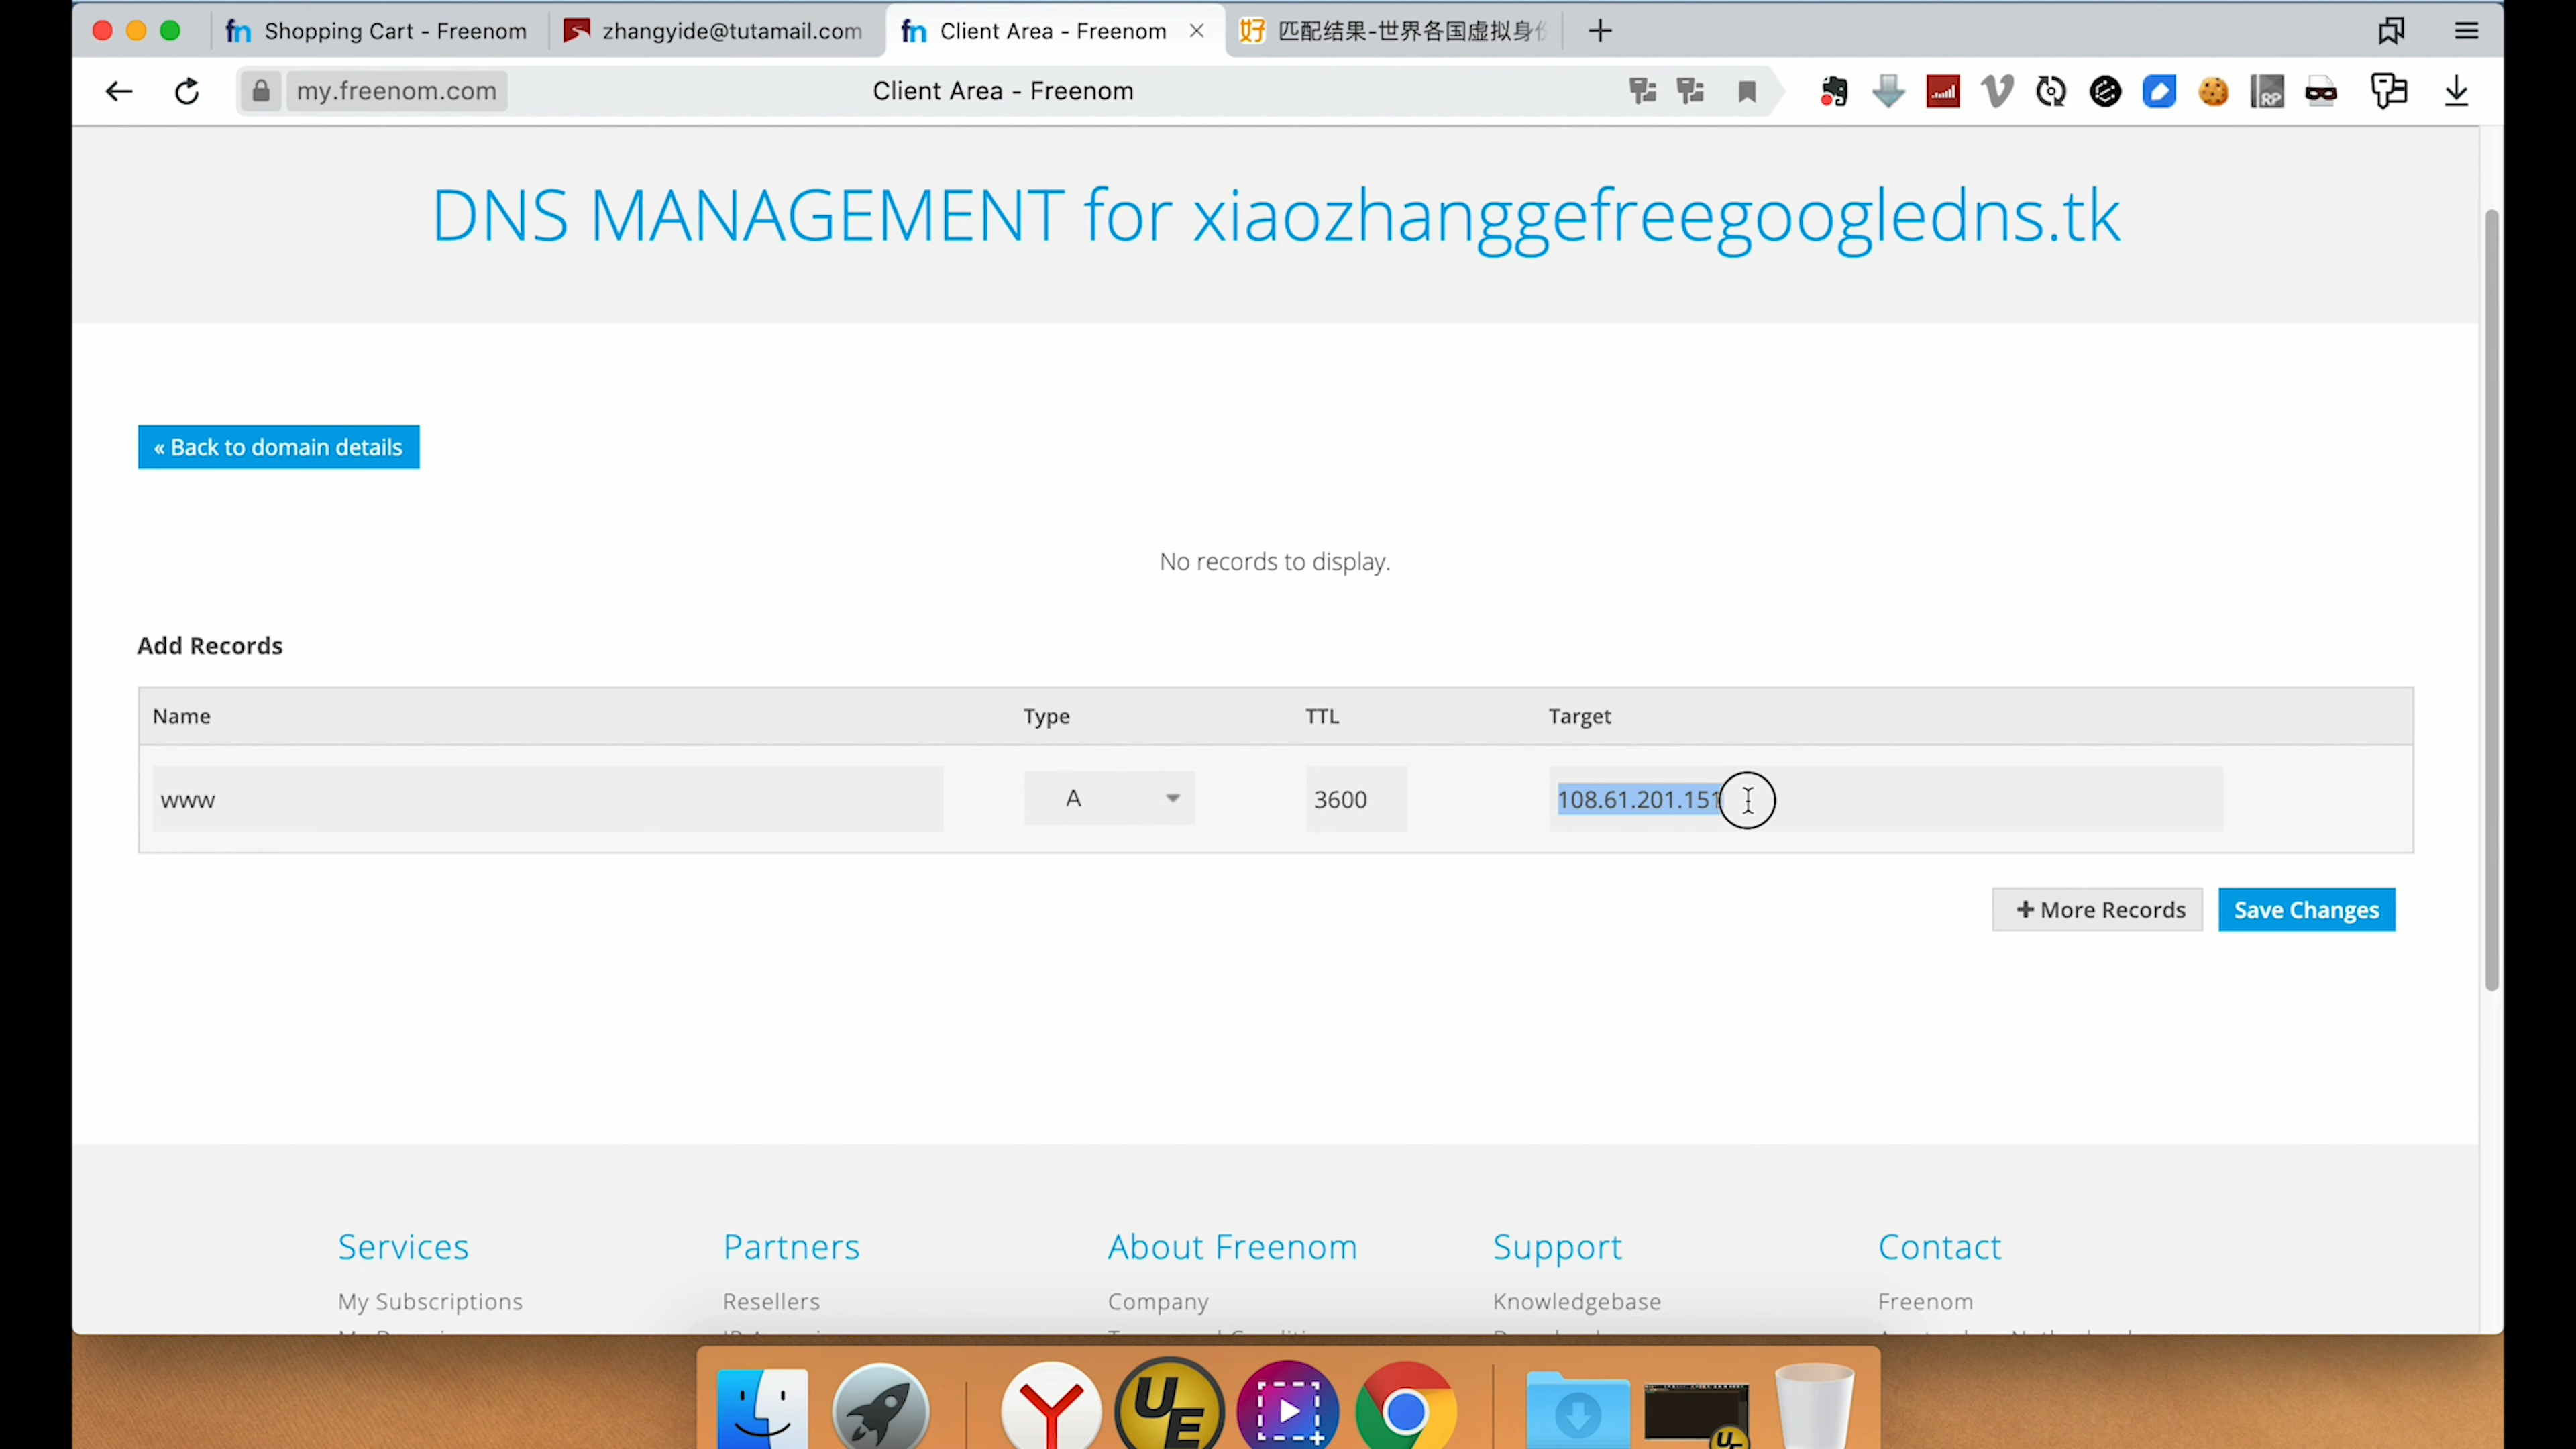 Shopping Cart - Freenom
zhangyide@tutamail.com
Client Area - Freenom
匹配结果-世界各国虚拟身份
my.freenom.com
Client Area - Freenom
DNS MANAGEMENT for xiaozhanggefreegoogledns.tk
« Back to domain details
No records to display.
Add Records
Name Type TTL Target
www A 3600 108.61.201.151
+ More Records
Save Changes
Services Partners About Freenom Support Contact
My Subscriptions Resellers Company Knowledgebase Freenom